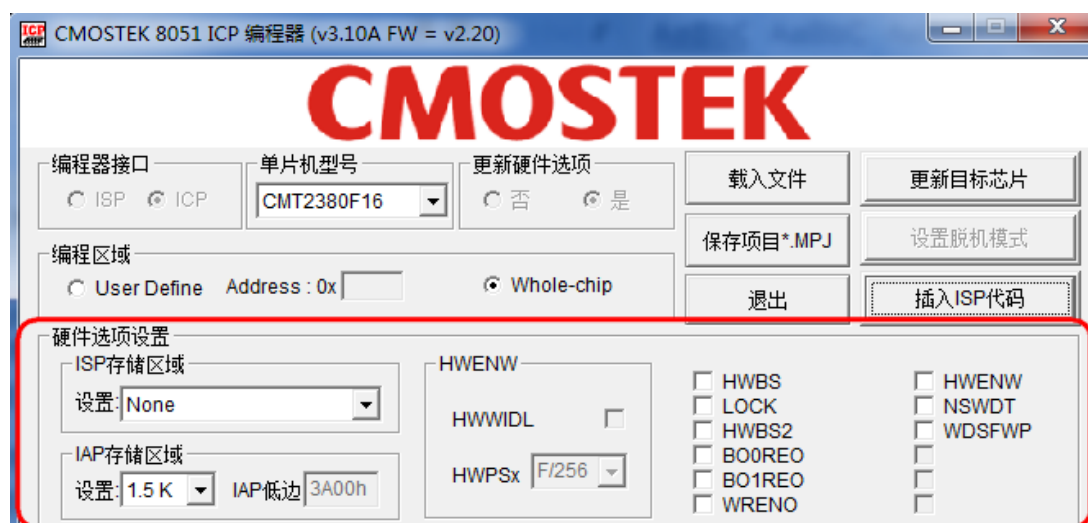 CMOSTEK 8051 ICP 编程器 (v3.10A FW = v2.20)
CMOSTEK
编程器接口
ISP ICP
单片机型号
CMT2380F16
更新硬件选项
否 是
载入文件
更新目标芯片
保存项目*.MPJ
设置脱机模式
退出
插入ISP代码
编程区域
User Define Address : 0x
Whole-chip
硬件选项设置
ISP存储区域
设置: None
IAP存储区域
设置: 1.5 K IAP低边 3A00h
HWENW
HWWIDL
HWPSx F/256
HWBS
LOCK
HWBS2
BO0REO
BO1REO
WRENO
HWENW
NSWDT
WDSFWP